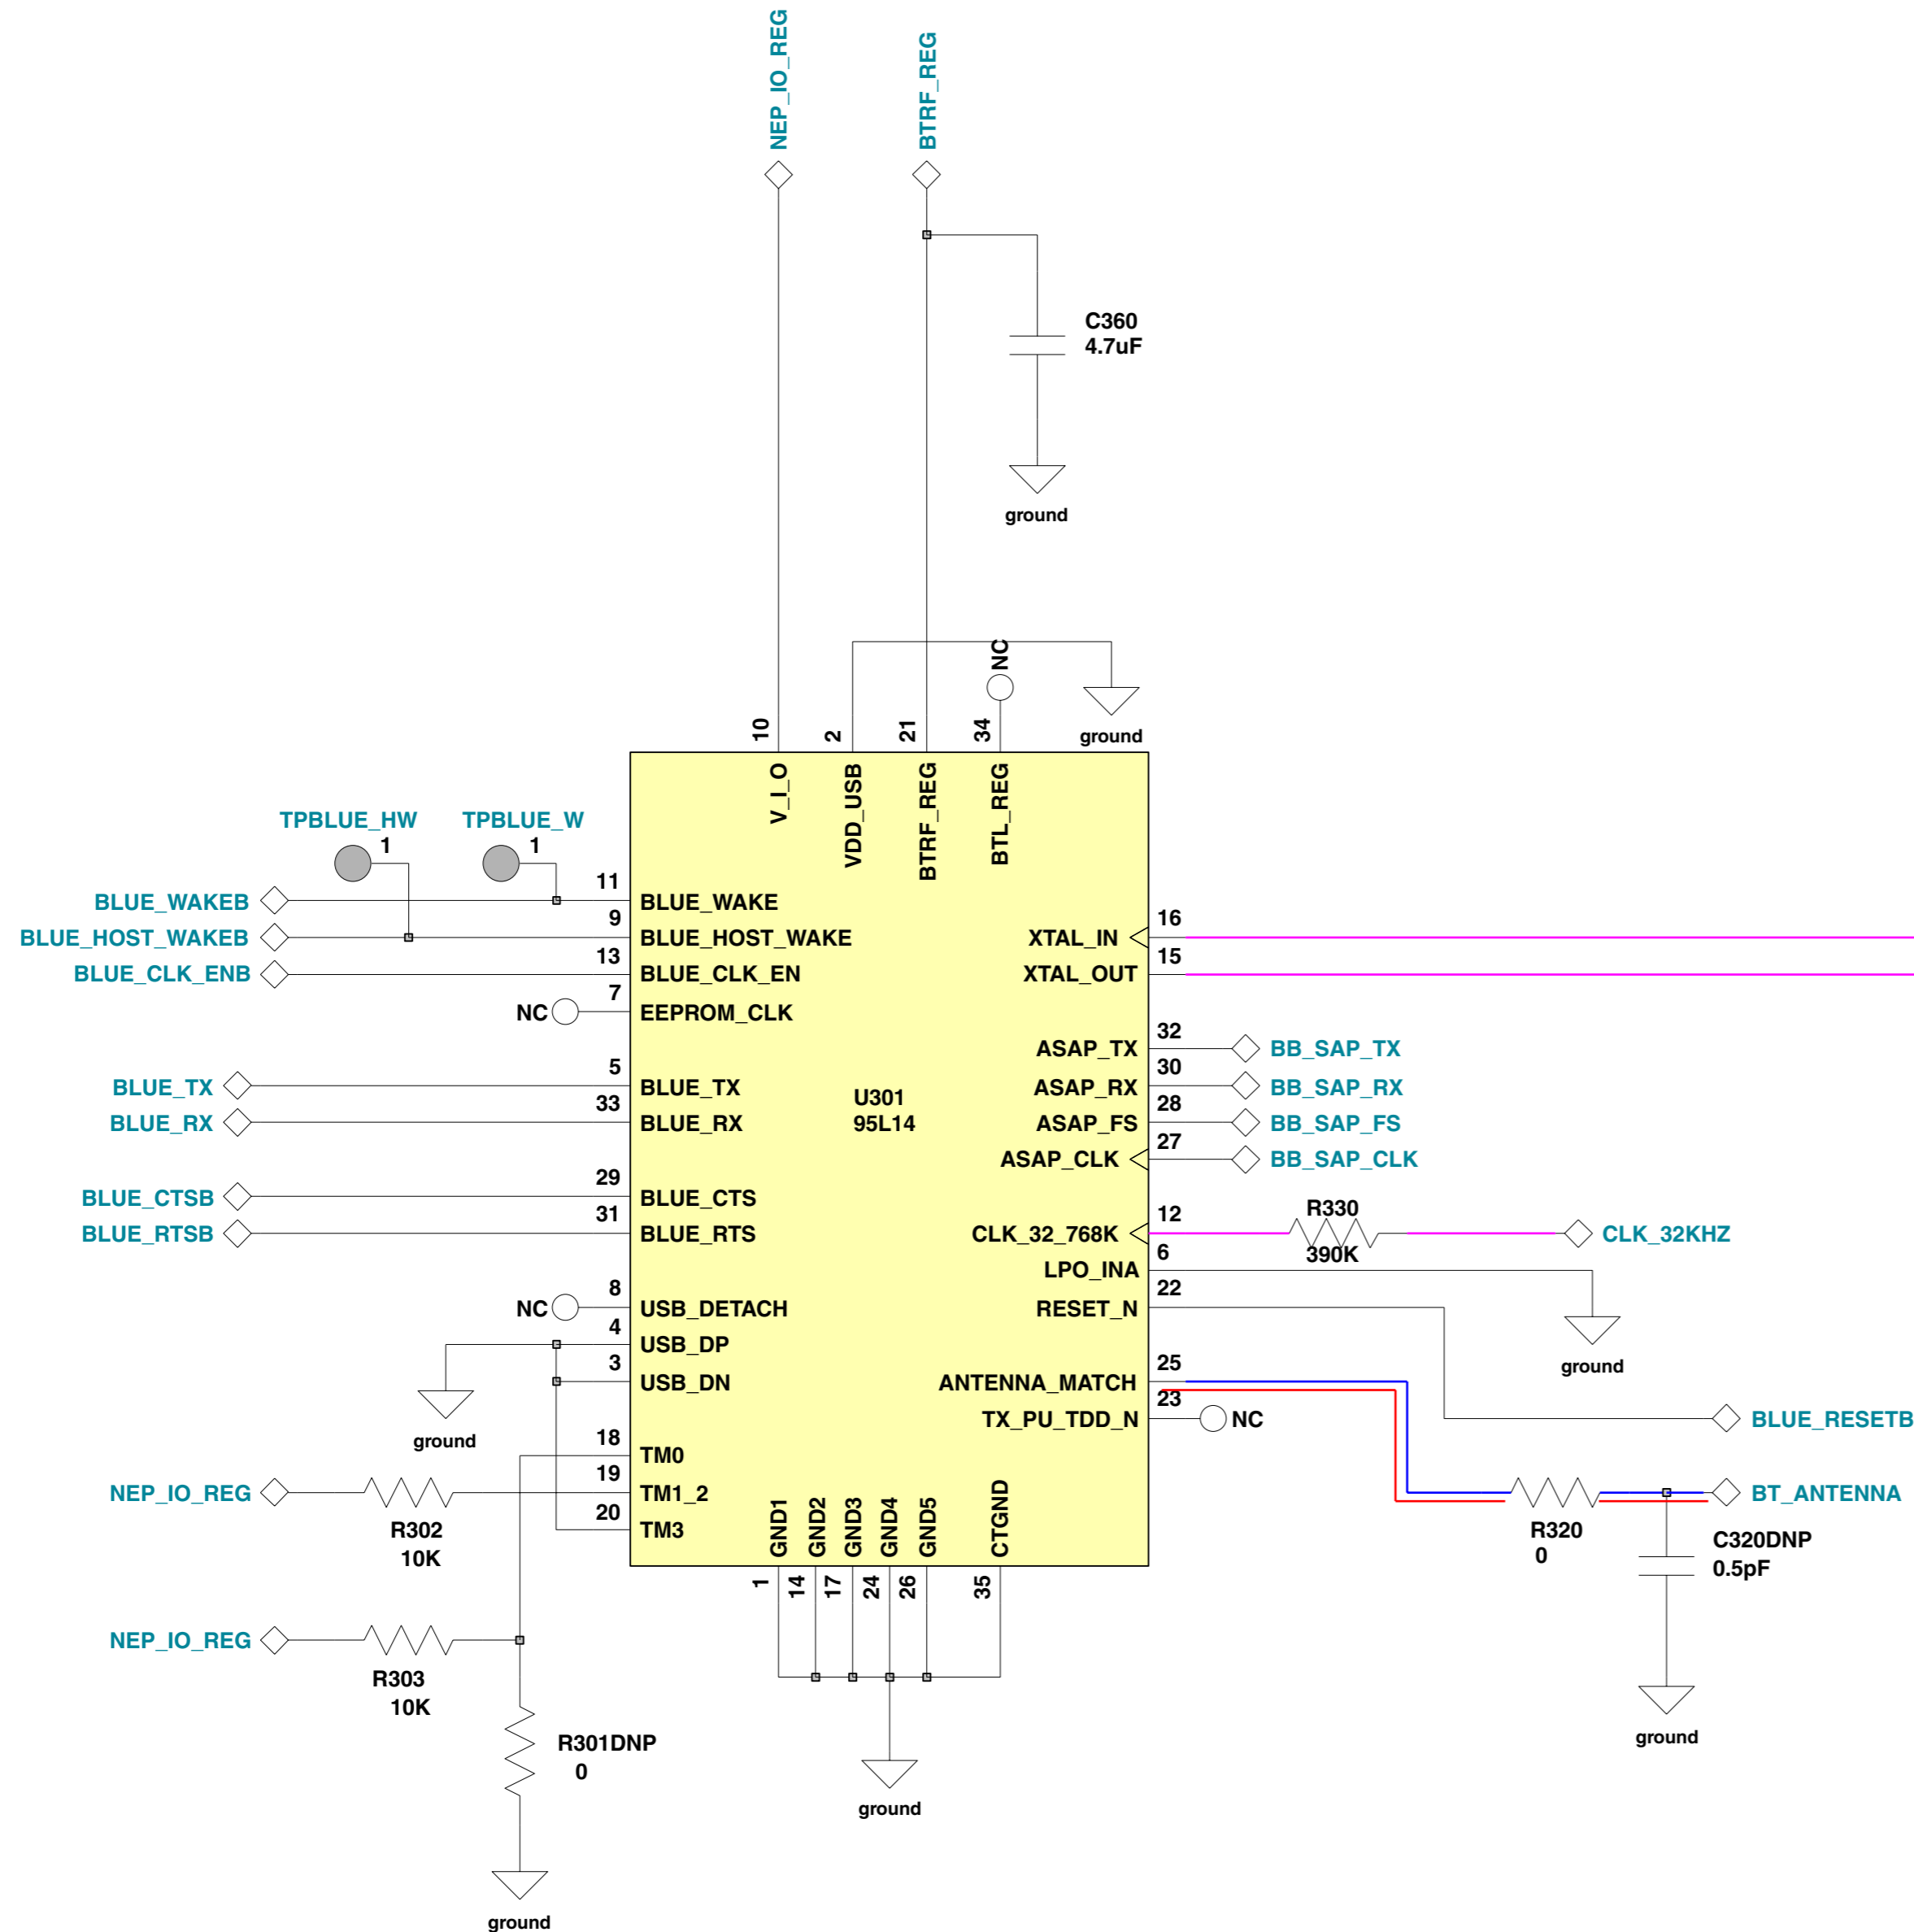 NEP_IO_REG
BTRF_REG
C360
4.7uF
ground
NC
10
2
21
34
ground
V_I_O
VDD_USB
BTRF_REG
BTL_REG
TPBLUE_HW
1
TPBLUE_W
1
BLUE_WAKEB
11
BLUE_WAKE
BLUE_HOST_WAKEB
9
BLUE_HOST_WAKE
BLUE_CLK_ENB
13
BLUE_CLK_EN
NC
7
EEPROM_CLK
BLUE_TX
5
BLUE_TX
BLUE_RX
33
BLUE_RX
BLUE_CTSB
29
BLUE_CTS
BLUE_RTSB
31
BLUE_RTS
NC
8
USB_DETACH
4
USB_DP
3
USB_DN
ground
18
TM0
NEP_IO_REG
19
TM1_2
20
TM3
R302
10K
NEP_IO_REG
R303
10K
R301DNP
0
ground
U301
95L14
16
XTAL_IN
15
XTAL_OUT
32
ASAP_TX
BB_SAP_TX
30
ASAP_RX
BB_SAP_RX
28
ASAP_FS
BB_SAP_FS
27
ASAP_CLK
BB_SAP_CLK
12
CLK_32_768K
R330
390K
CLK_32KHZ
6
LPO_INA
22
RESET_N
ground
25
ANTENNA_MATCH
23
TX_PU_TDD_N
NC
BLUE_RESETB
BT_ANTENNA
R320
0
C320DNP
0.5pF
ground
GND1
GND2
GND3
GND4
GND5
CTGND
1
14
17
24
26
35
ground